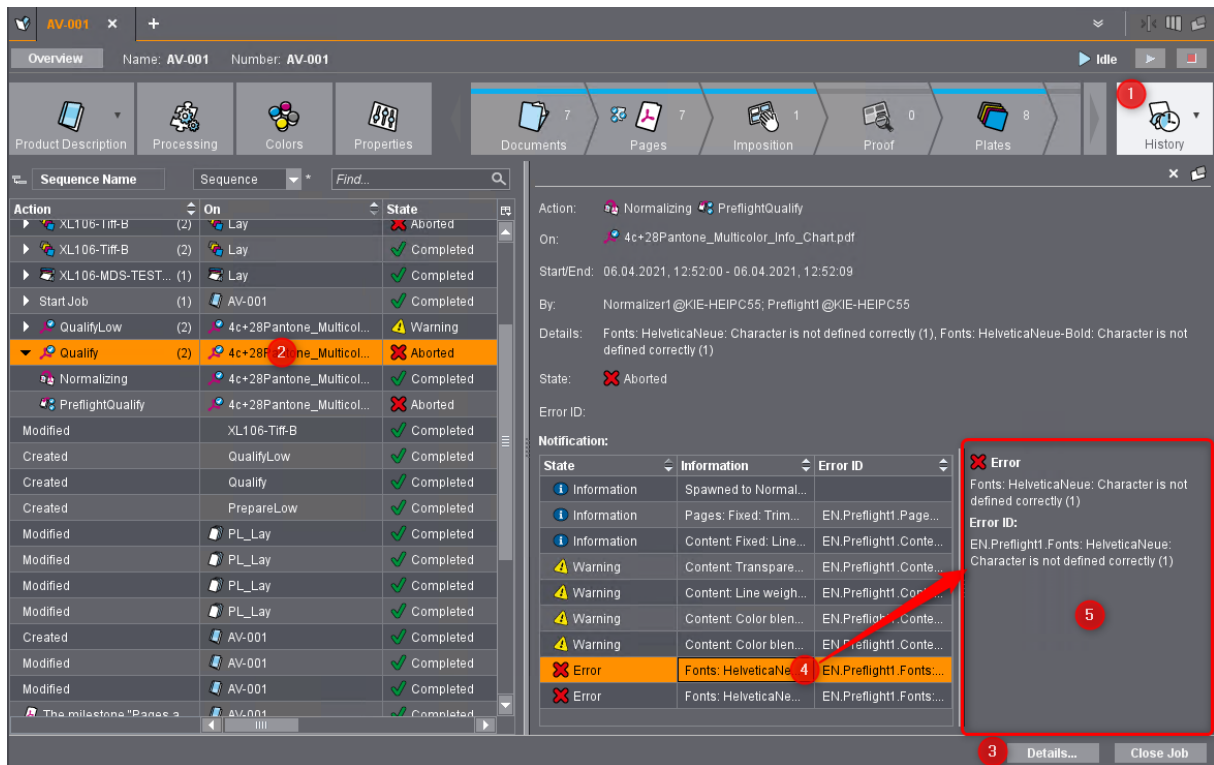 AV-001 × +
Overview Name: AV-001 Number: AV-001 Idle
1
Product Description Processing Colors Properties
7 Documents
7 Pages
1 Imposition
0 Proof
8 Plates
History
Sequence Name Sequence * Find...
Action On State
XL106-Tiff-B (2) Lay Aborted
XL106-Tiff-B (2) Lay Completed
XL106-MDS-TEST... (1) Lay Completed
Start Job (1) AV-001 Completed
QualifyLow (2) 4c+28Pantone_Multicol... Warning
Qualify (2) 4c+28P 2 ne_Multicol... Aborted
Normalizing 4c+28Pantone_Multicol... Completed
PreflightQualify 4c+28Pantone_Multicol... Aborted
Modified XL106-Tiff-B Completed
Created QualifyLow Completed
Created Qualify Completed
Created PrepareLow Completed
Modified PL_Lay Completed
Modified PL_Lay Completed
Modified PL_Lay Completed
Modified PL_Lay Completed
Created AV-001 Completed
Modified AV-001 Completed
Modified AV-001 Completed
The milestone "Pages a... AV-001 Completed
Action: Normalizing PreflightQualify
On: 4c+28Pantone_Multicolor_Info_Chart.pdf
Start/End: 06.04.2021, 12:52:00 - 06.04.2021, 12:52:09
By: Normalizer1@KIE-HEIPC55; Preflight1@KIE-HEIPC55
Details: Fonts: HelveticaNeue: Character is not defined correctly (1), Fonts: HelveticaNeue-Bold: Character is not
defined correctly (1)
State: Aborted
Error ID:
Notification:
State Information Error ID
Information Spawned to Normal...
Information Pages: Fixed: Trim... EN.Preflight1.Page...
Information Content: Fixed: Line... EN.Preflight1.Conte...
Warning Content: Transpare... EN.Preflight1.Conte...
Warning Content: Line weigh... EN.Preflight1.Conte...
Warning Content: Color blen... EN.Preflight1.Conte...
Warning Content: Color blen... EN.Preflight1.Conte...
Error Fonts: HelveticaNe 4 EN.Preflight1.Fonts:...
Error Fonts: HelveticaNe... EN.Preflight1.Fonts:...
Error
Fonts: HelveticaNeue: Character is not
defined correctly (1)
Error ID:
EN.Preflight1.Fonts: HelveticaNeue:
Character is not defined correctly (1)
5
3 Details... Close Job